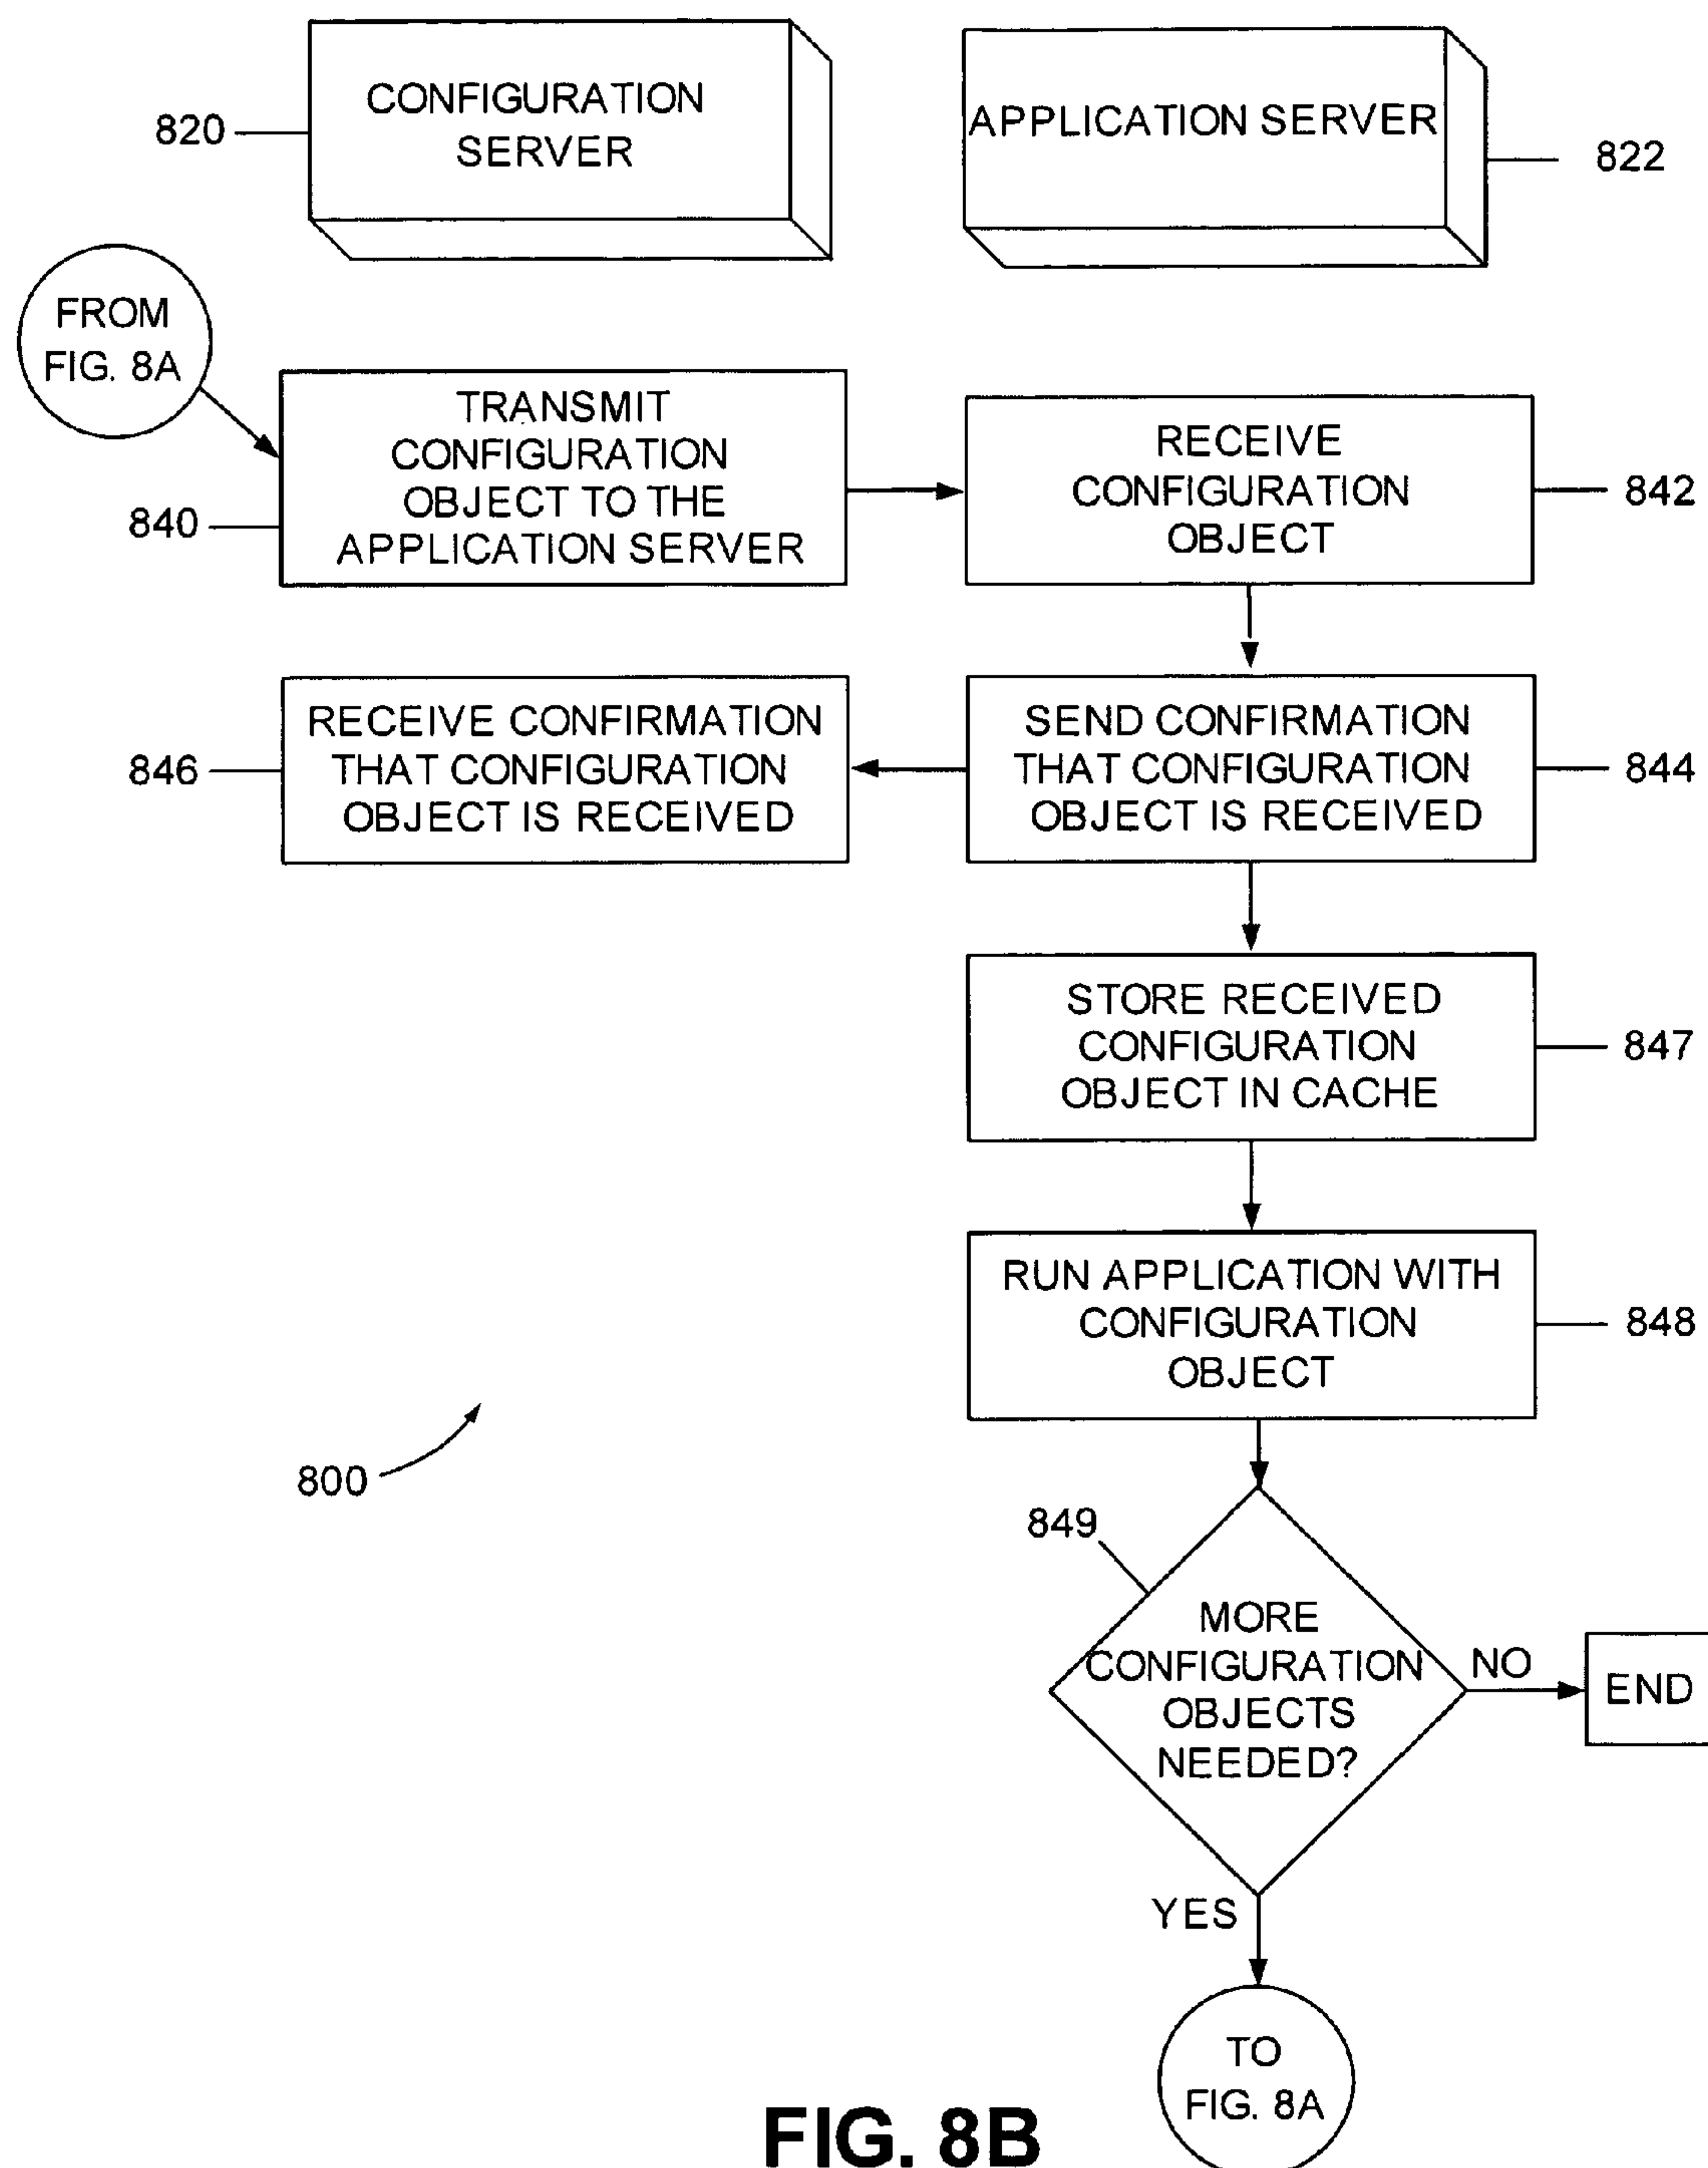 CONFIGURATION
SERVER
820
APPLICATION SERVER
822
FROM
FIG. 8A
TRANSMIT
CONFIGURATION
OBJECT TO THE
APPLICATION SERVER
840
RECEIVE
CONFIGURATION
OBJECT
842
RECEIVE CONFIRMATION
THAT CONFIGURATION
OBJECT IS RECEIVED
846
SEND CONFIRMATION
THAT CONFIGURATION
OBJECT IS RECEIVED
844
STORE RECEIVED
CONFIGURATION
OBJECT IN CACHE
847
RUN APPLICATION WITH
CONFIGURATION
OBJECT
848
800
849
MORE
CONFIGURATION
OBJECTS
NEEDED?
NO
END
YES
TO
FIG. 8A
FIG. 8B